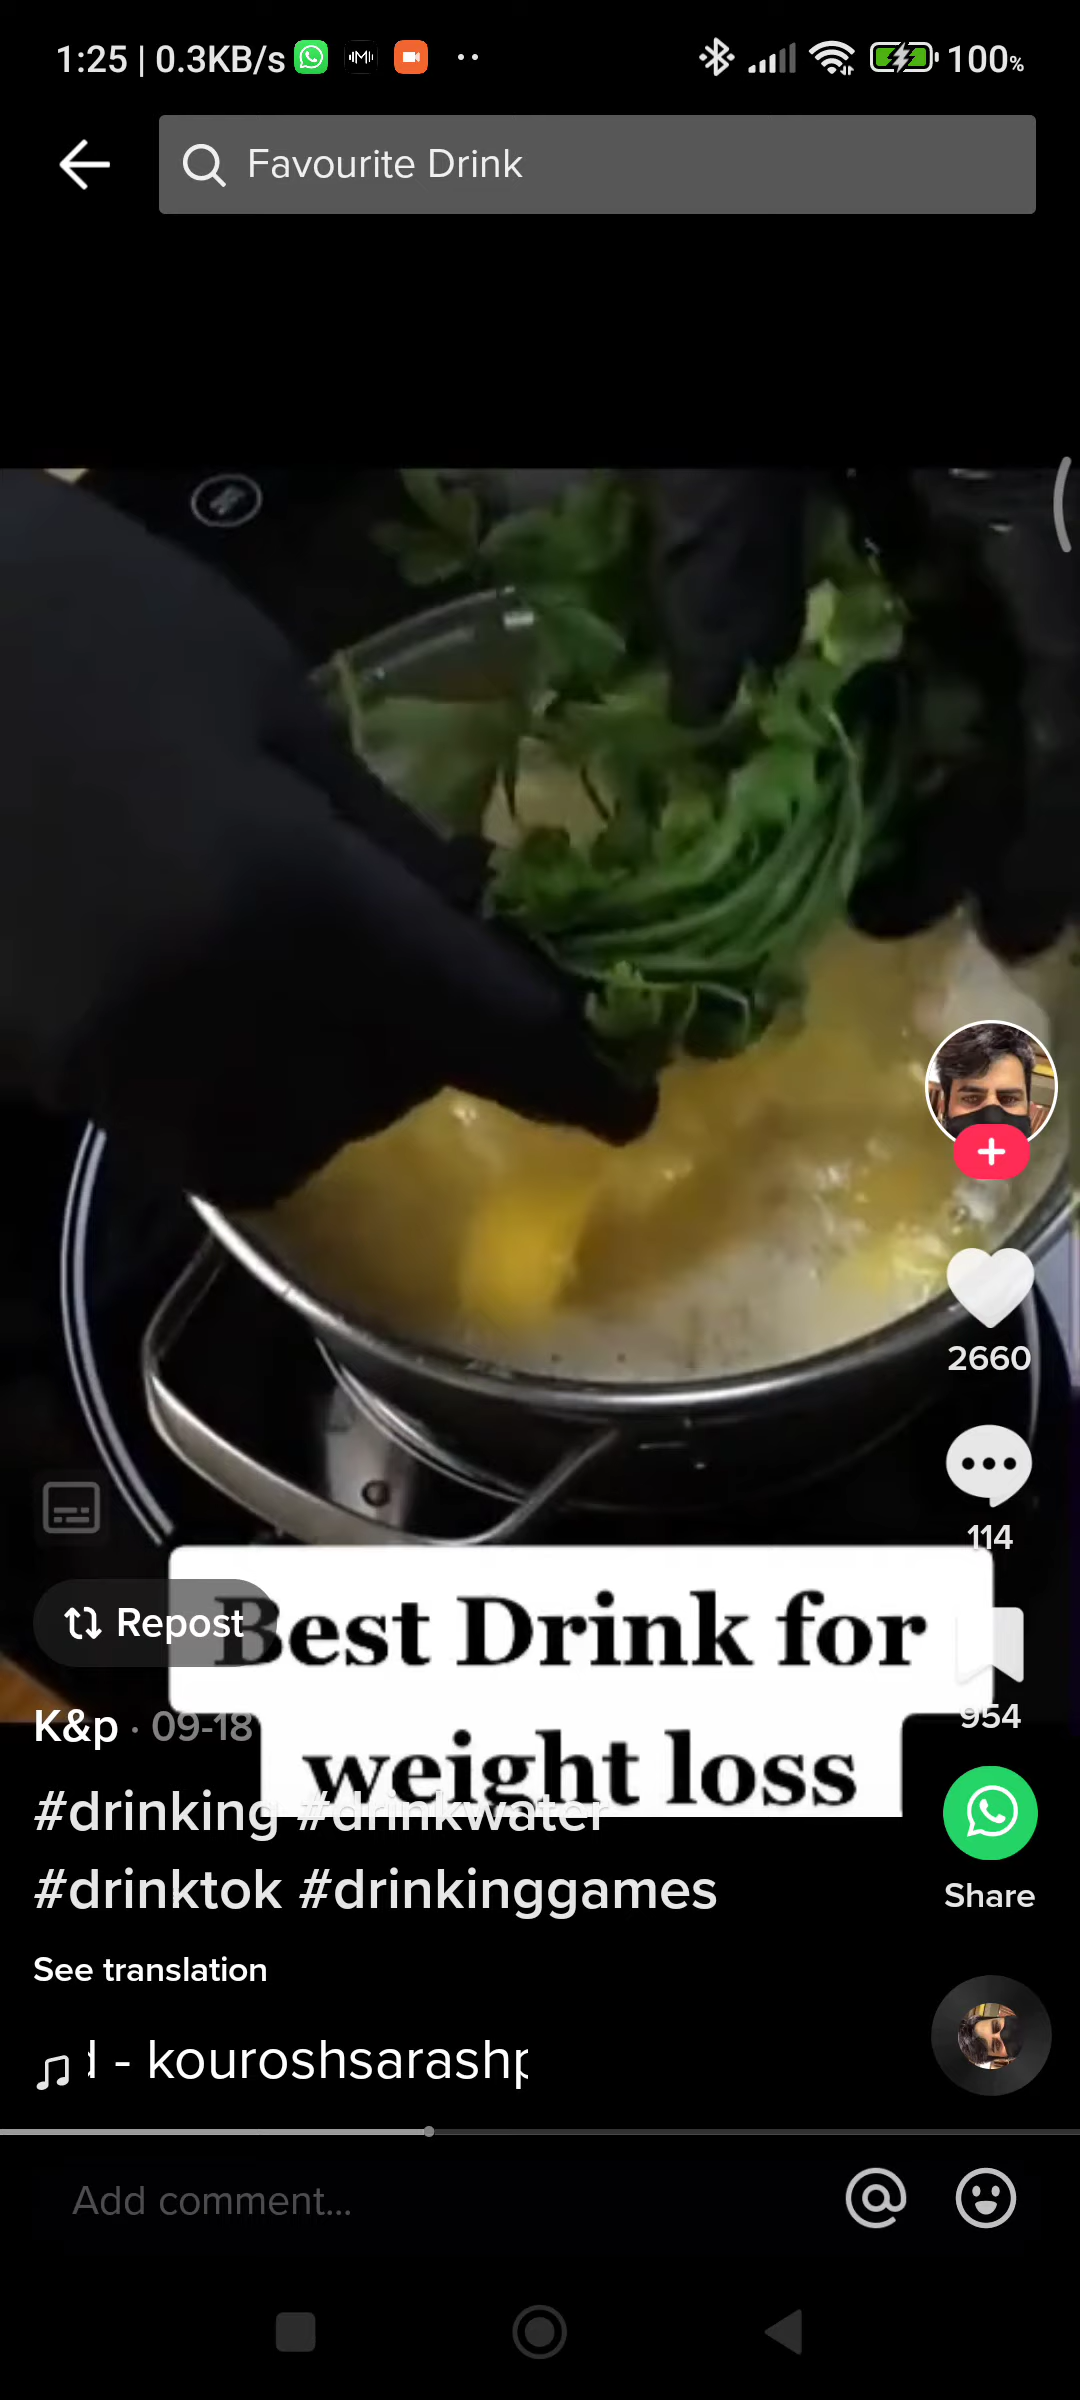 1:25 | 0.3KB/s
100%
Favourite Drink
2660
114
Best Drink for
Repost
954
K&p · 09-18
weight loss
#drinking #drinkwater
#drinktok #drinkinggames
Share
See translation
- kouroshsarashp
Add comment...